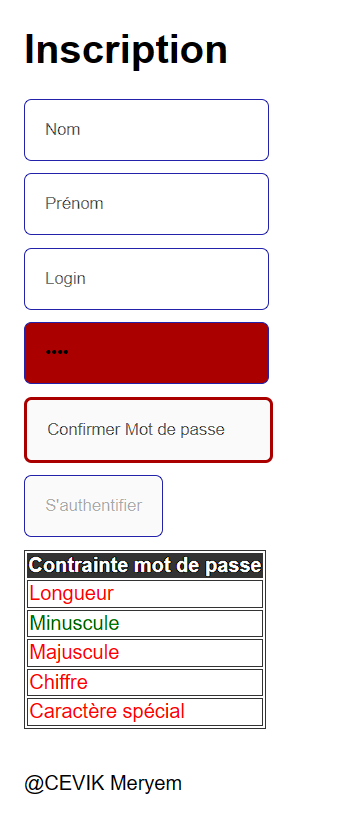 Inscription
Nom
Prénom
Login
••••
Confirmer Mot de passe
S'authentifier
Contrainte mot de passe
Longueur
Minuscule
Majuscule
Chiffre
Caractère spécial
@CEVIK Meryem